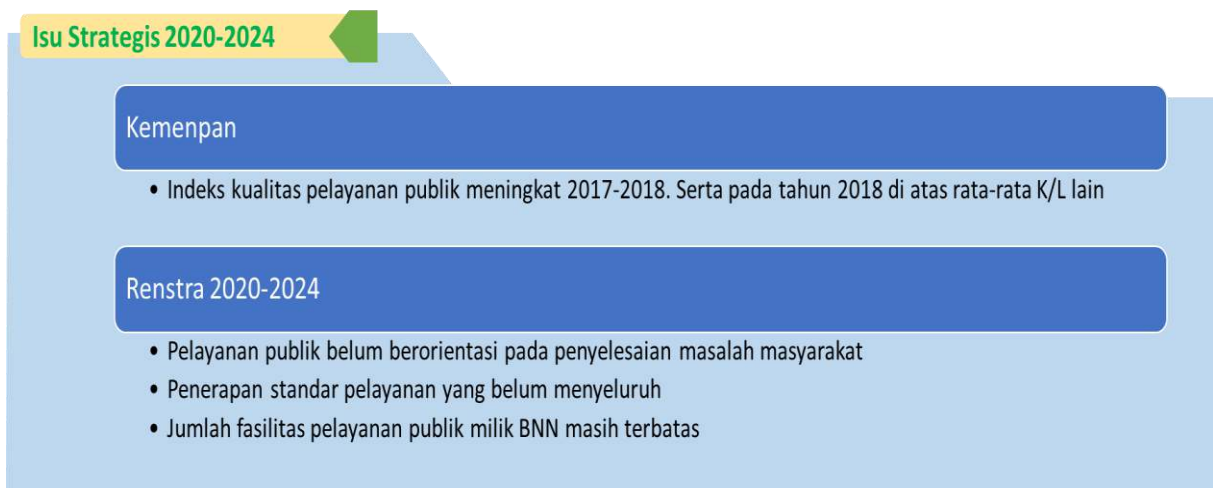 Isu Strategis 2020-2024
Kemenpan
• Indeks kualitas pelayanan publik meningkat 2017-2018. Serta pada tahun 2018 di atas rata-rata K/L lain
Renstra 2020-2024
• Pelayanan publik belum berorientasi pada penyelesaian masalah masyarakat
• Penerapan standar pelayanan yang belum menyeluruh
• Jumlah fasilitas pelayanan publik milik BNN masih terbatas